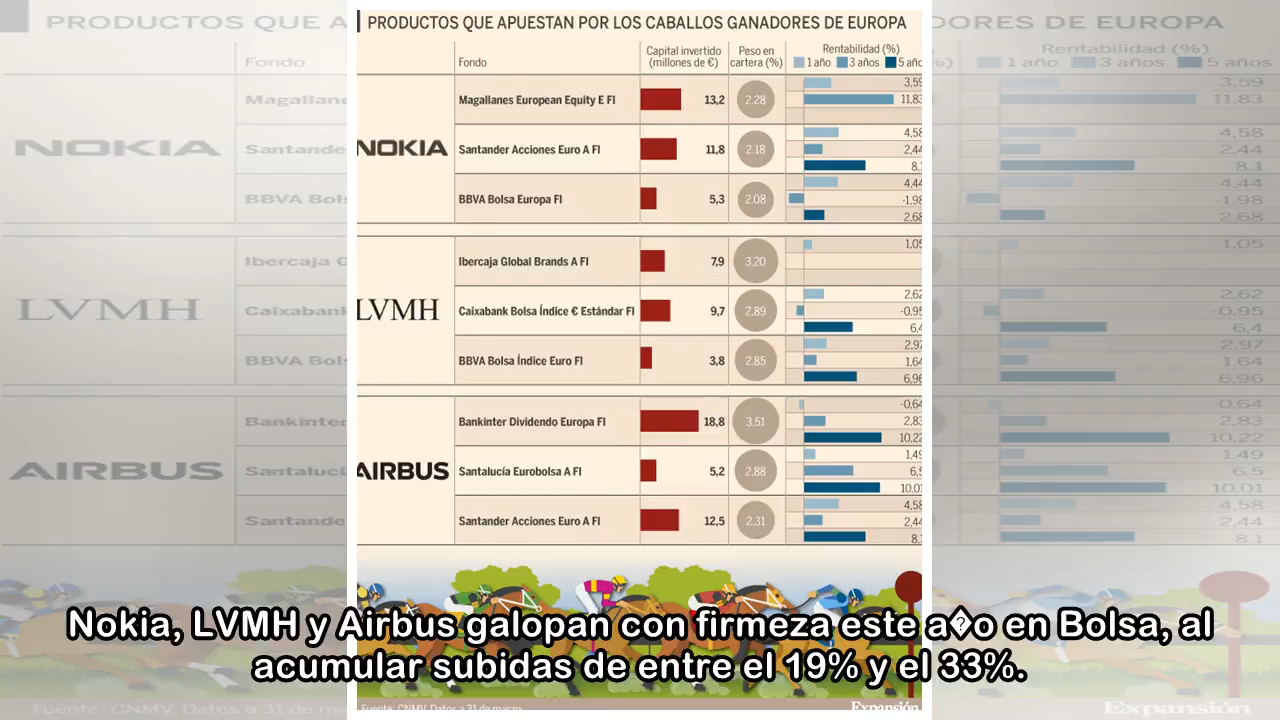 PRODUCTOS QUE APUESTAN POR LOS CABALLOS GANADORES DE EUROPA
Fondo
Capital invertido
(millones de €)
Peso en
cartera (%)
Rentabilidad (%)
1 año 3 años 5 años
NOKIA
Magallanes European Equity E FI 13,2 2.28
3,59
11,83
Santander Acciones Euro A FI 11,8 2.18
4,58
2,44
8,1
BBVA Bolsa Europa FI 5,3 2.08
4,44
-1,98
2,68
LVMH
Ibercaja Global Brands A FI 7,9 3,20
1,05
Caixabank Bolsa Índice € Estándar FI 9,7 2,89
2,62
-0,95
6,4
BBVA Bolsa Índice Euro FI 3,8 2,85
2,97
1,64
6,96
AIRBUS
Bankinter Dividendo Europa FI 18,8 3,51
-0,64
2,83
10,22
Santalucía Eurobolsa A FI 5,2 2.88
1,49
6,5
10,01
Santander Acciones Euro A FI 12,5 2,31
4,58
2,44
8,1
Nokia, LVMH y Airbus galopan con firmeza este a�o en Bolsa, al
acumular subidas de entre el 19% y el 33%.
Fuente: CNMV. Datos a 31 de marzo
Expansión